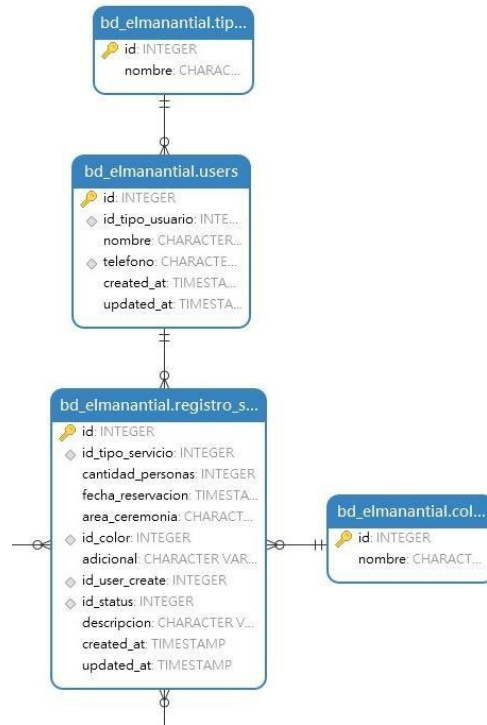 bd_elmanantial.tip...
id: INTEGER
nombre: CHARAC...
bd_elmanantial.users
id: INTEGER
id_tipo_usuario: INTE...
nombre: CHARACTER...
telefono: CHARACTE...
created_at: TIMESTA...
updated_at: TIMESTA...
bd_elmanantial.registro_s...
id: INTEGER
id_tipo_servicio: INTEGER
cantidad_personas: INTEGER
fecha_reservacion: TIMESTA...
area_ceremonia: CHARACT...
id_color: INTEGER
adicional: CHARACTER VAR...
id_user_create: INTEGER
id_status: INTEGER
descripcion: CHARACTER V...
created_at: TIMESTAMP
updated_at: TIMESTAMP
bd_elmanantial.col...
id: INTEGER
nombre: CHARACT...